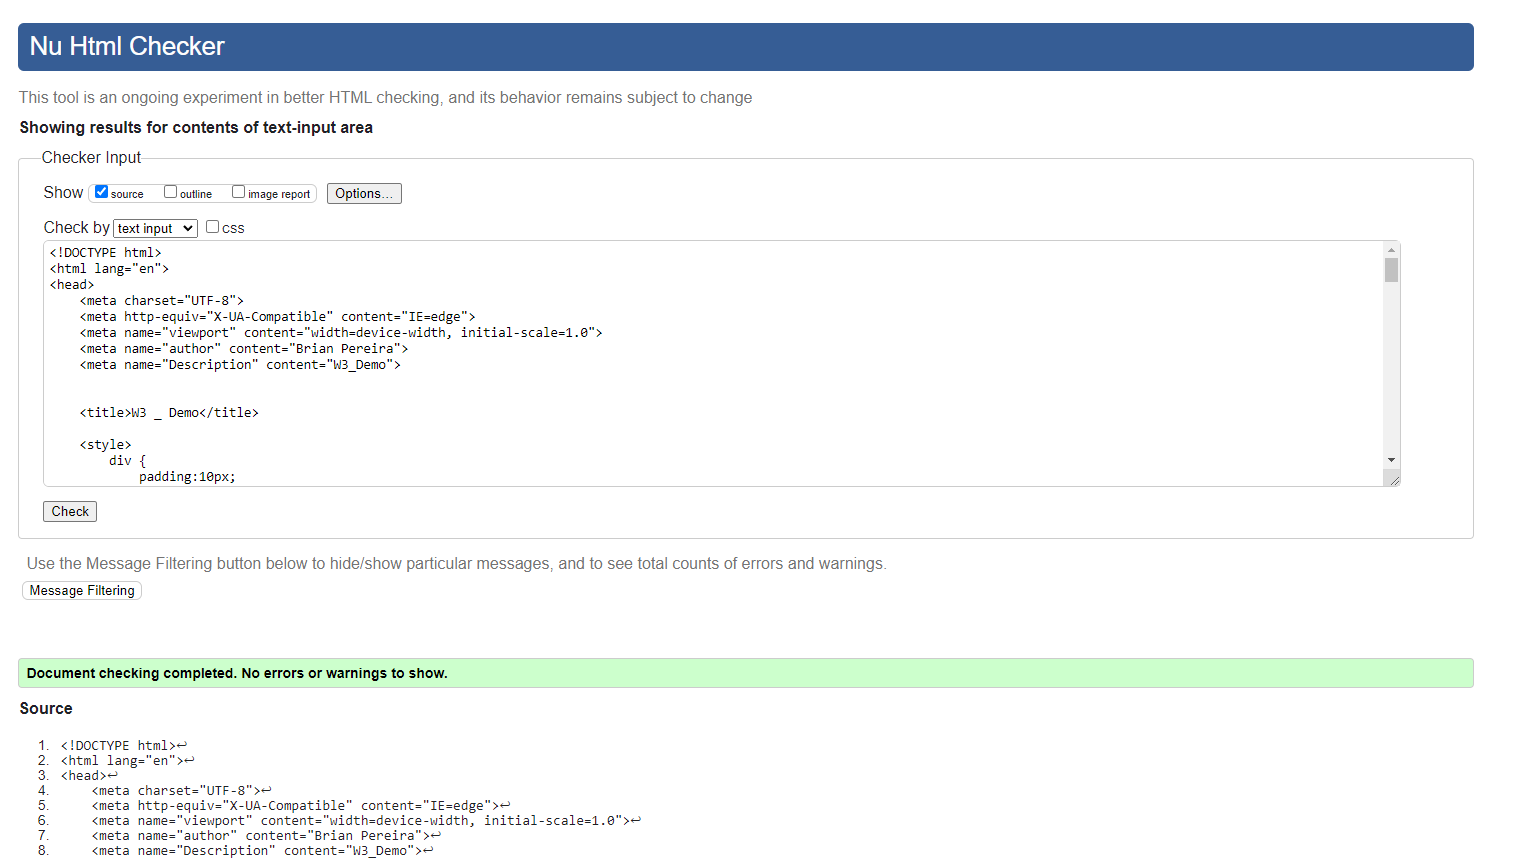 Nu Html Checker
This tool is an ongoing experiment in better HTML checking, and its behavior remains subject to change
Showing results for contents of text-input area
Checker Input
Show source outline image report Options...
Check by text input css
<!DOCTYPE html>
<html lang="en">
<head>
    <meta charset="UTF-8">
    <meta http-equiv="X-UA-Compatible" content="IE=edge">
    <meta name="viewport" content="width=device-width, initial-scale=1.0">
    <meta name="author" content="Brian Pereira">
    <meta name="Description" content="W3_Demo">
    <title>W3 _ Demo</title>
    <style>
        div {
            padding:10px;
Check
Use the Message Filtering button below to hide/show particular messages, and to see total counts of errors and warnings.
Message Filtering
Document checking completed. No errors or warnings to show.
Source
1. <!DOCTYPE html>↩
2. <html lang="en">↩
3. <head>↩
4.     <meta charset="UTF-8">↩
5.     <meta http-equiv="X-UA-Compatible" content="IE=edge">↩
6.     <meta name="viewport" content="width=device-width, initial-scale=1.0">↩
7.     <meta name="author" content="Brian Pereira">↩
8.     <meta name="Description" content="W3_Demo">↩